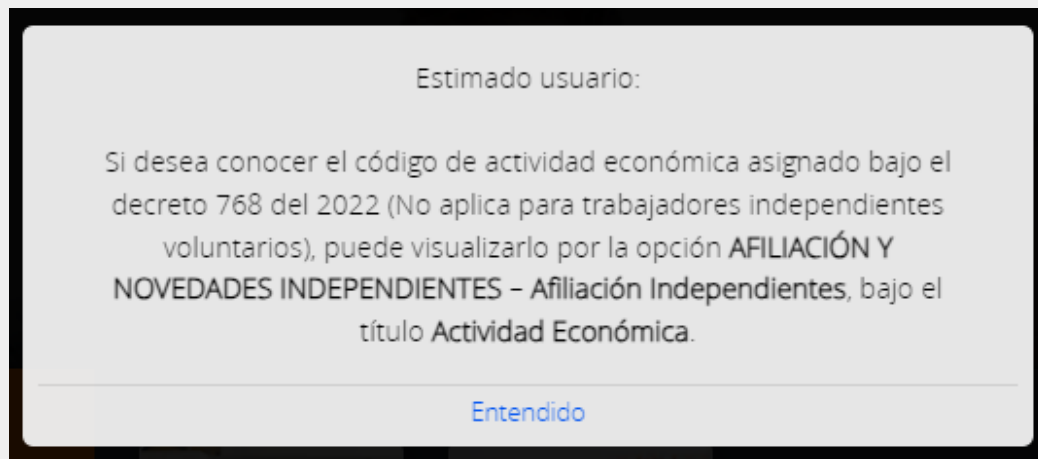 Estimado usuario:
Si desea conocer el código de actividad económica asignado bajo el
decreto 768 del 2022 (No aplica para trabajadores independientes
voluntarios), puede visualizarlo por la opción AFILIACIÓN Y
NOVEDADES INDEPENDIENTES – Afiliación Independientes, bajo el
título Actividad Económica.
Entendido